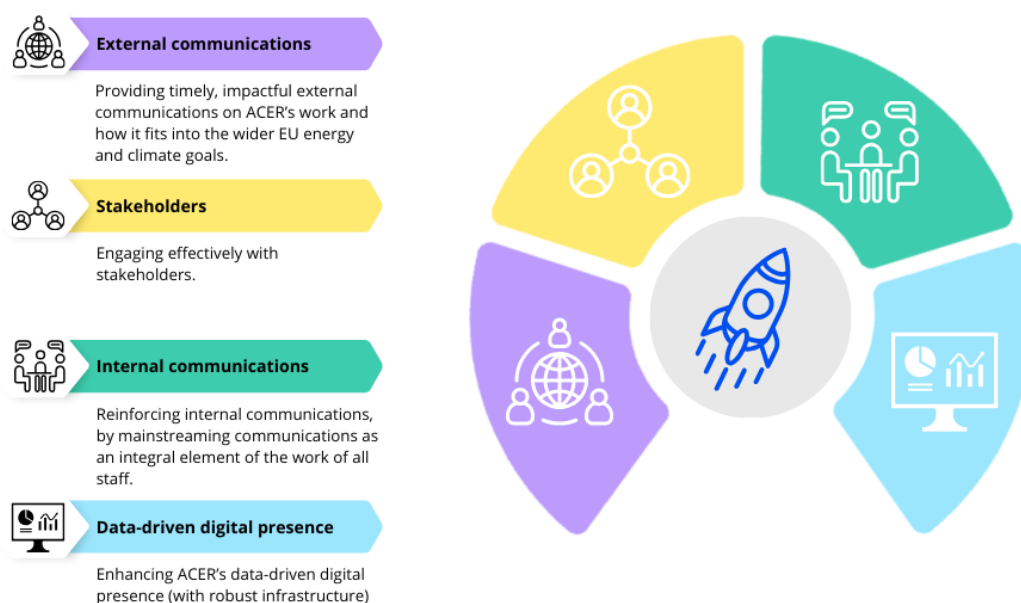 External communications
Providing timely, impactful external
communications on ACER’s work and
how it fits into the wider EU energy
and climate goals.
Stakeholders
Engaging effectively with
stakeholders.
Internal communications
Reinforcing internal communications,
by mainstreaming communications as
an integral element of the work of all
staff.
Data-driven digital presence
Enhancing ACER’s data-driven digital
presence (with robust infrastructure)